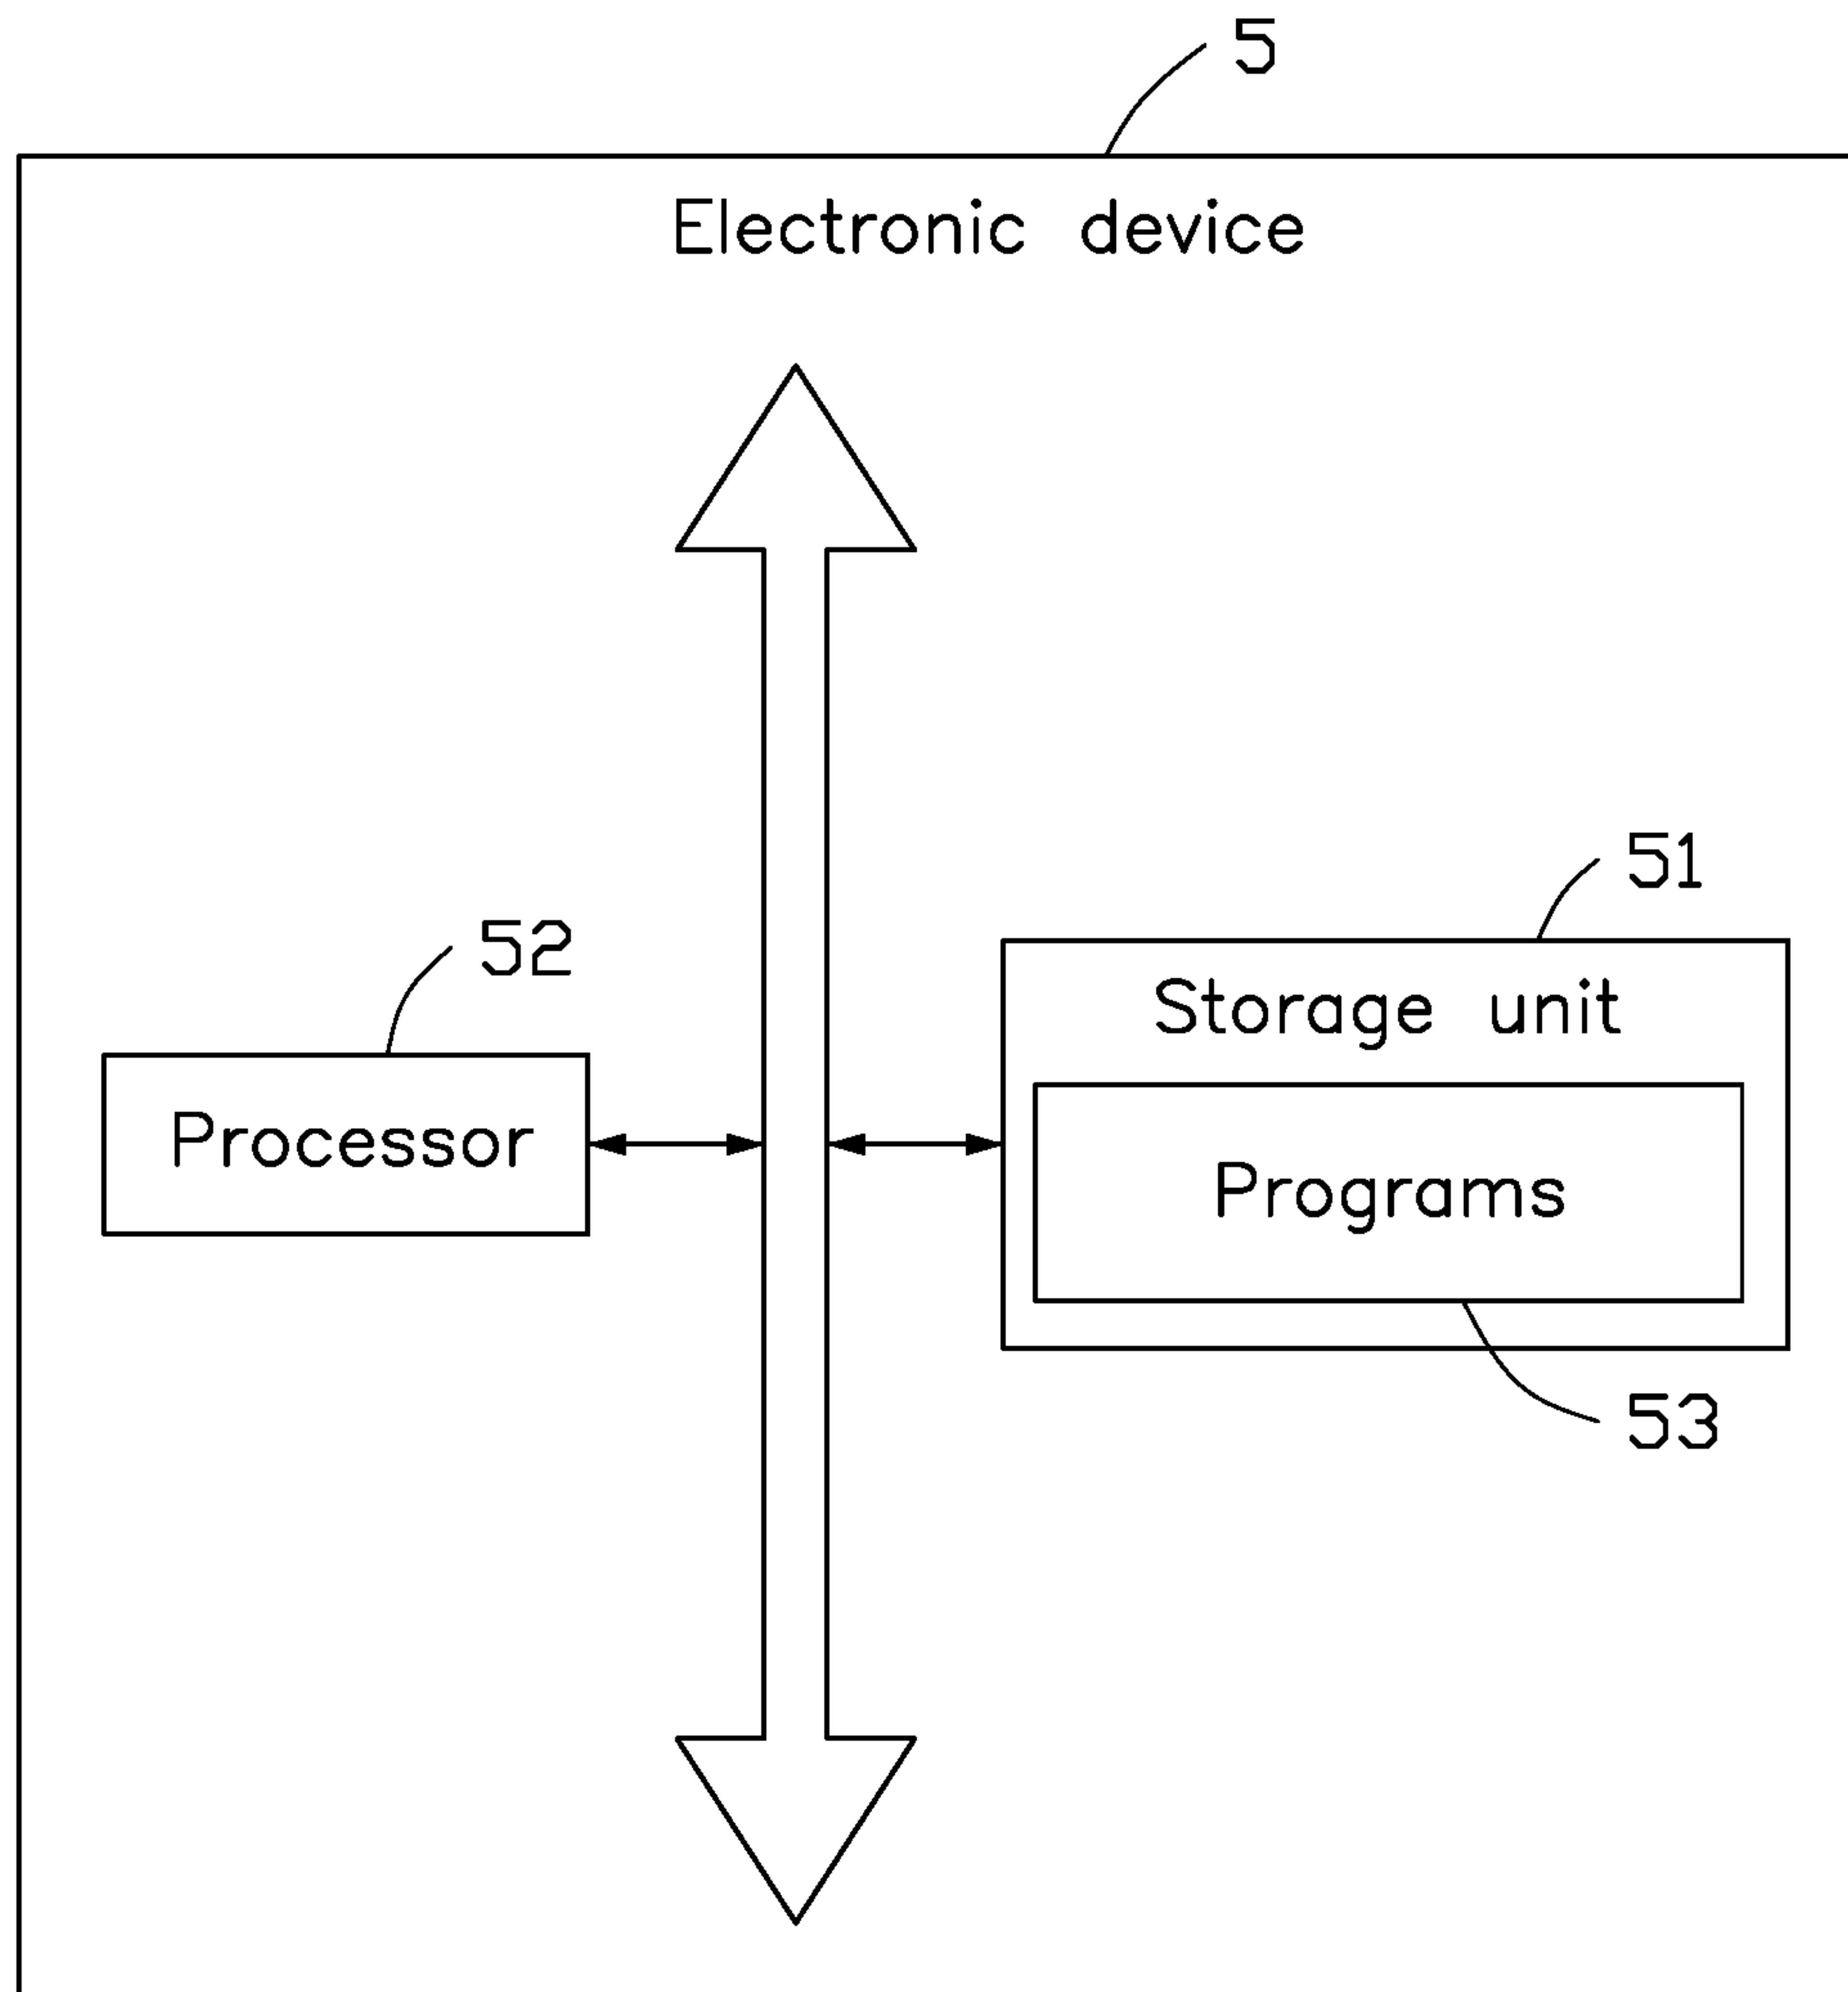 5
Electronic device
51
52
Storage unit
Processor
Programs
53